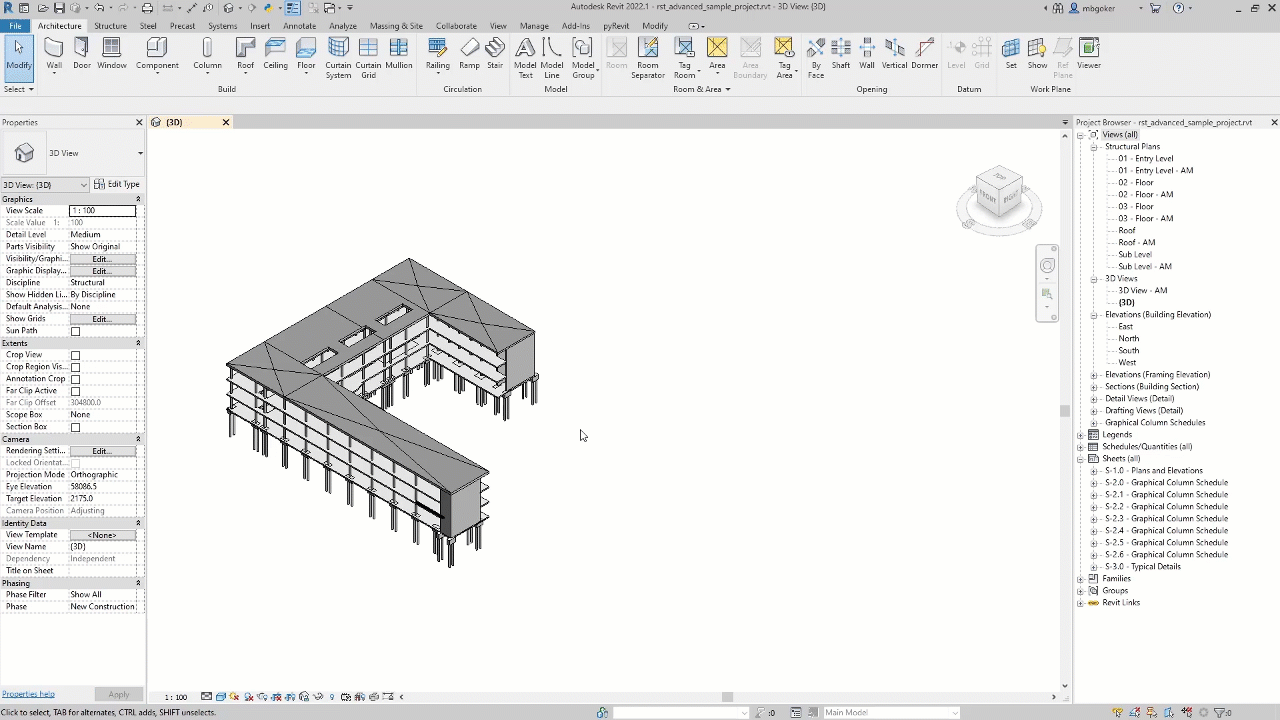 Autodesk Revit 2022.1 - rst_advanced_sample_project.rvt - 3D View: {3D}
mbgoker
File
Architecture
Structure
Steel
Precast
Systems
Insert
Annotate
Analyze
Massing & Site
Collaborate
View
Manage
Add-Ins
pyRevit
Modify
Modify
Wall
Door
Window
Component
Column
Roof
Ceiling
Floor
Curtain System
Curtain Grid
Mullion
Railing
Ramp
Stair
Model Text
Model Line
Model Group
Room
Room Separator
Tag Room
Area
Area Boundary
Tag Area
By Face
Shaft
Wall
Vertical
Dormer
Level
Grid
Set
Show
Ref Plane
Viewer
Select
Build
Circulation
Model
Room & Area
Opening
Datum
Work Plane
Properties
{3D}
Project Browser - rst_advanced_sample_project.rvt
3D View
3D View: {3D}
Edit Type
Graphics
View Scale 1 : 100
Scale Value 1: 100
Detail Level Medium
Parts Visibility Show Original
Visibility/Graphi... Edit...
Graphic Display... Edit...
Discipline Structural
Show Hidden Li... By Discipline
Default Analysis... None
Show Grids Edit...
Sun Path
Extents
Crop View
Crop Region Vis...
Annotation Crop
Far Clip Active
Far Clip Offset 304800.0
Scope Box None
Section Box
Camera
Rendering Setti... Edit...
Locked Orientat...
Projection Mode Orthographic
Eye Elevation 58086.5
Target Elevation 2175.0
Camera Position Adjusting
Identity Data
View Template <None>
View Name {3D}
Dependency Independent
Title on Sheet
Phasing
Phase Filter Show All
Phase New Construction
Properties help
Apply
TOP
FRONT
RIGHT
Views (all)
Structural Plans
01 - Entry Level
01 - Entry Level - AM
02 - Floor
02 - Floor - AM
03 - Floor
03 - Floor - AM
Roof
Roof - AM
Sub Level
Sub Level - AM
3D Views
3D View - AM
{3D}
Elevations (Building Elevation)
East
North
South
West
Elevations (Framing Elevation)
Sections (Building Section)
Detail Views (Detail)
Drafting Views (Detail)
Graphical Column Schedules
Legends
Schedules/Quantities (all)
Sheets (all)
S-1.0 - Plans and Elevations
S-2.0 - Graphical Column Schedule
S-2.1 - Graphical Column Schedule
S-2.2 - Graphical Column Schedule
S-2.3 - Graphical Column Schedule
S-2.4 - Graphical Column Schedule
S-2.5 - Graphical Column Schedule
S-2.6 - Graphical Column Schedule
S-3.0 - Typical Details
Families
Groups
Revit Links
1 : 100
Click to select, TAB for alternates, CTRL adds, SHIFT unselects.
:0
Main Model
:0